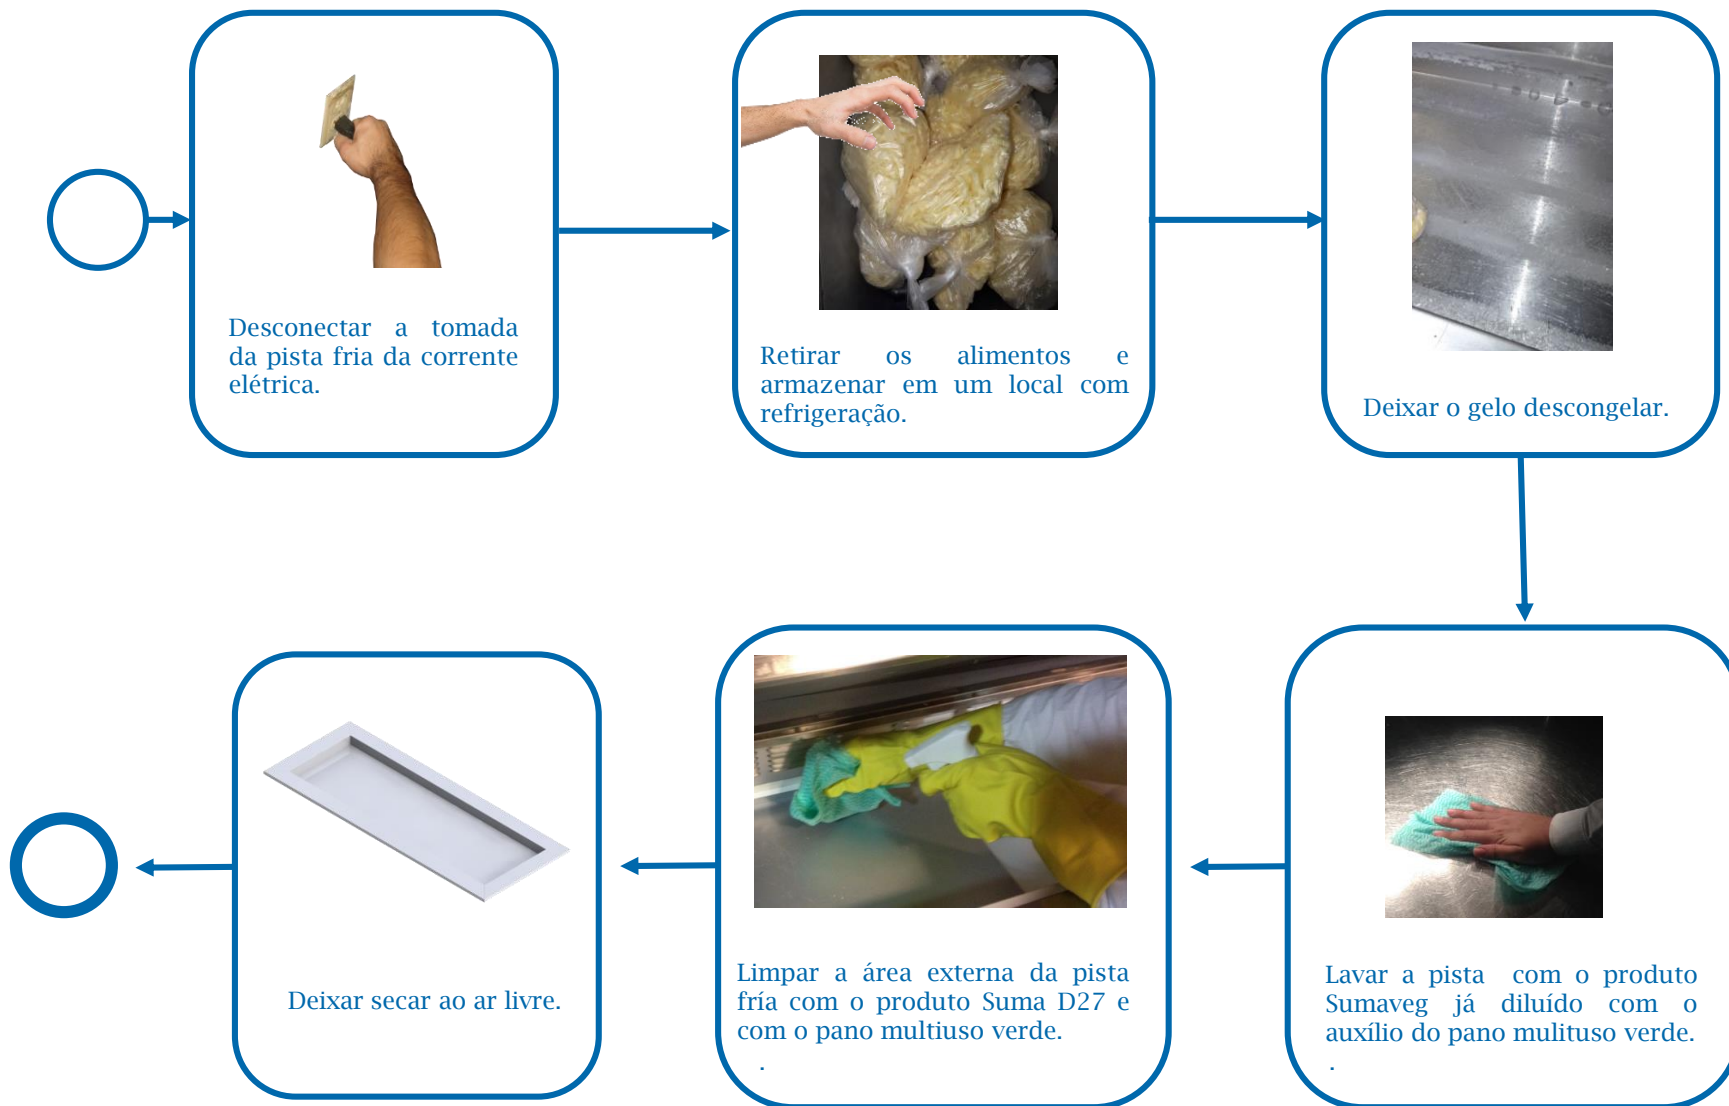 Desconectar a tomada
da pista fria da corrente
elétrica.
Retirar os alimentos e
armazenar em um local com
refrigeração.
Deixar o gelo descongelar.
Lavar a pista com o produto
Sumaveg já diluído com o
auxílio do pano mulituso verde.
.
Limpar a área externa da pista
fría com o produto Suma D27 e
com o pano multiuso verde.
.
Deixar secar ao ar livre.